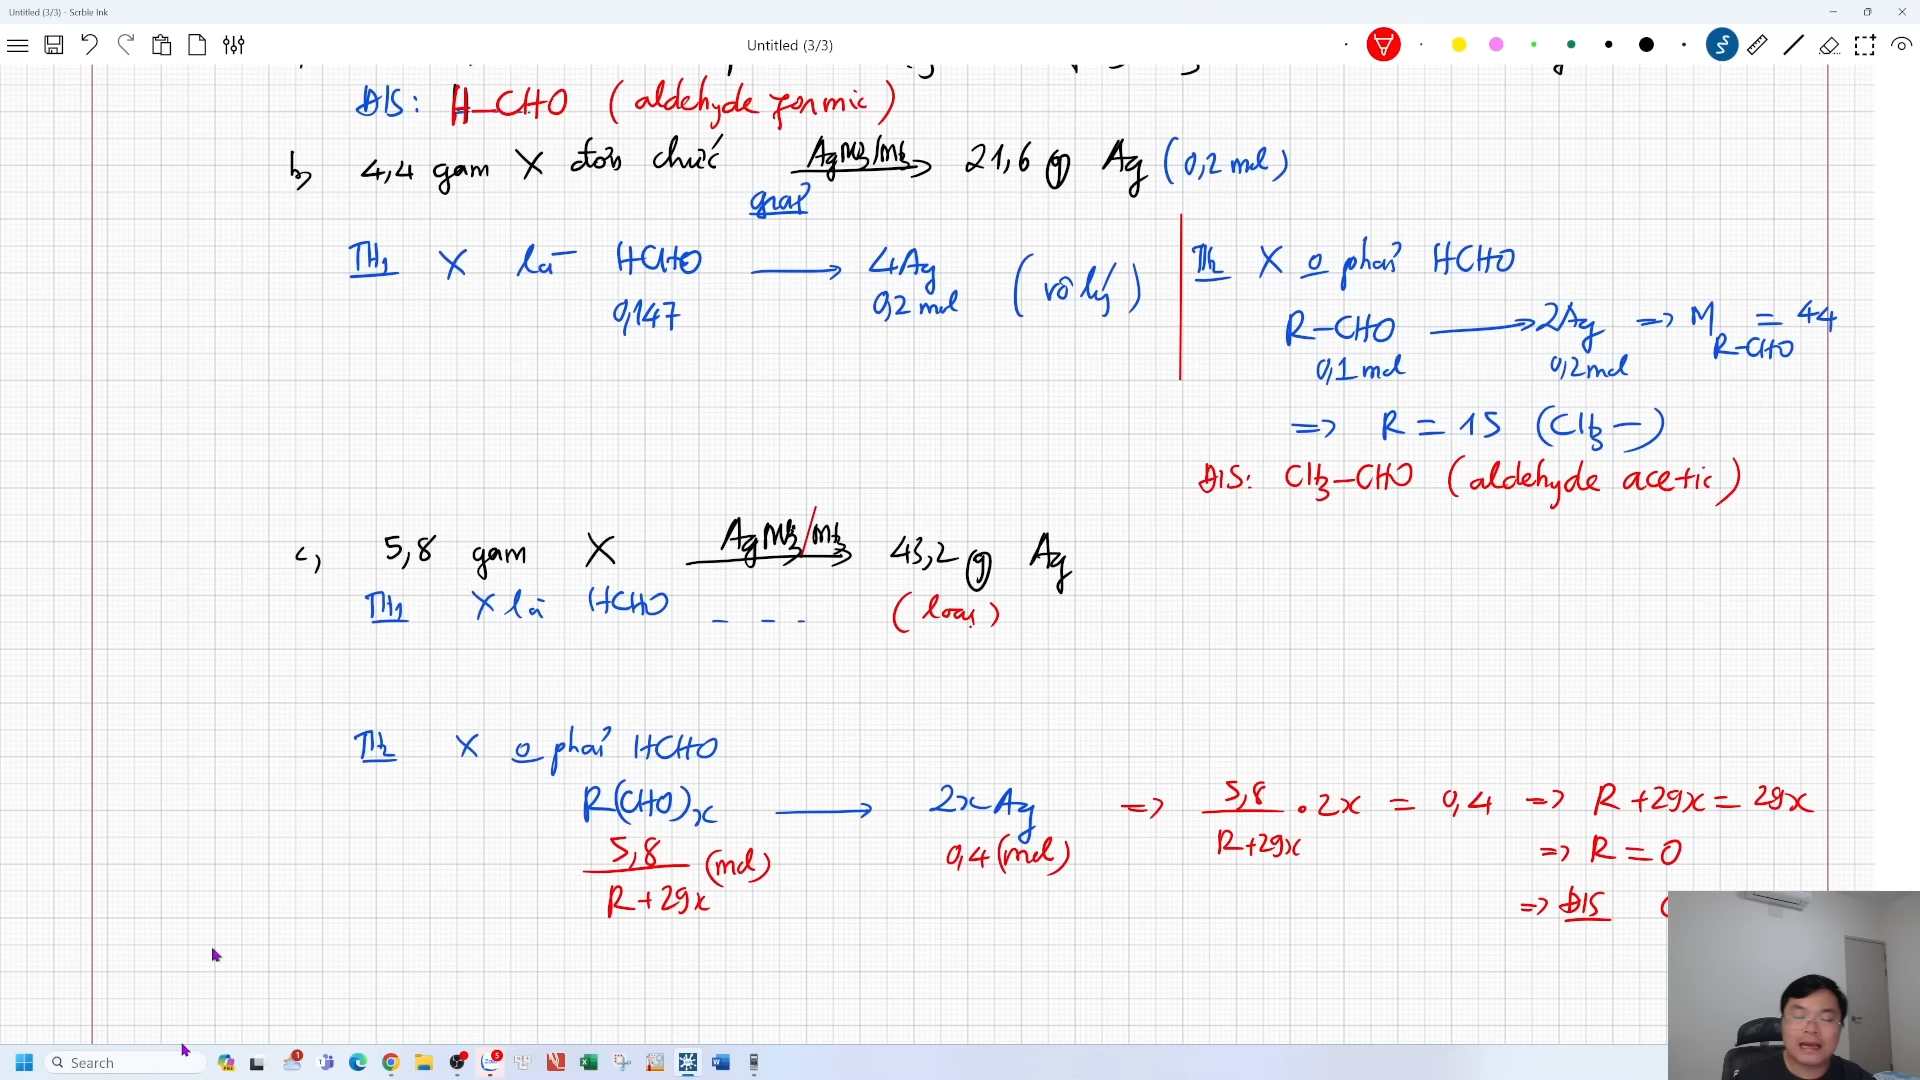 Untitled (3/3) - Scrble Ink
Untitled (3/3)
ĐS: H–CHO (aldehyde formic)
b, 4,4 gam X đơn chức AgNO3/NH3 → 21,6 g Ag (0,2 mol)
TH1 X là HCHO → 4Ag (vô lý)
0,147 0,2 mol
TH2 X o phải HCHO
R–CHO → 2Ag => M R–CHO = 44
0,1 mol 0,2 mol
=> R = 15 (CH3–)
ĐS: CH3–CHO (aldehyde acetic)
c, 5,8 gam X AgNO3/NH3 → 43,2 g Ag
TH1 X là HCHO - - - (loại)
TH2 X o phải HCHO
R(CHO)x → 2x Ag => 5,8/(R+29x) . 2x = 0,4 => R + 29x = 29x
5,8/(R+29x) (mol) 0,4 (mol) => R = 0
=> ĐS
Search